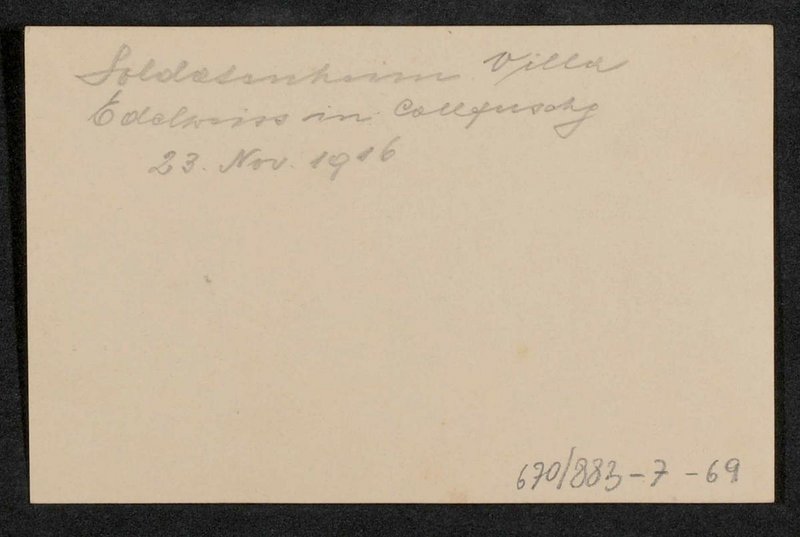 Soldatenheim Villa
Edelweiss in Collfuschg
23. Nov. 1916
670/883-7-69